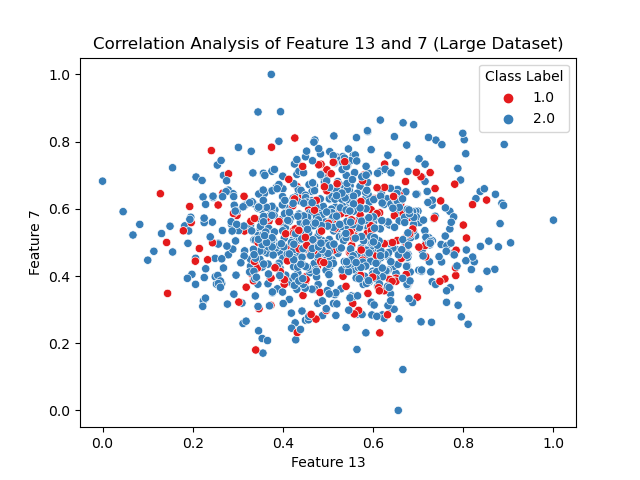 Correlation Analysis of Feature 13 and 7 (Large Dataset)
Class Label
1.0
2.0
1.0
0.8
0.6
0.4
0.2
0.0
Feature 7
0.0 0.2 0.4 0.6 0.8 1.0
Feature 13